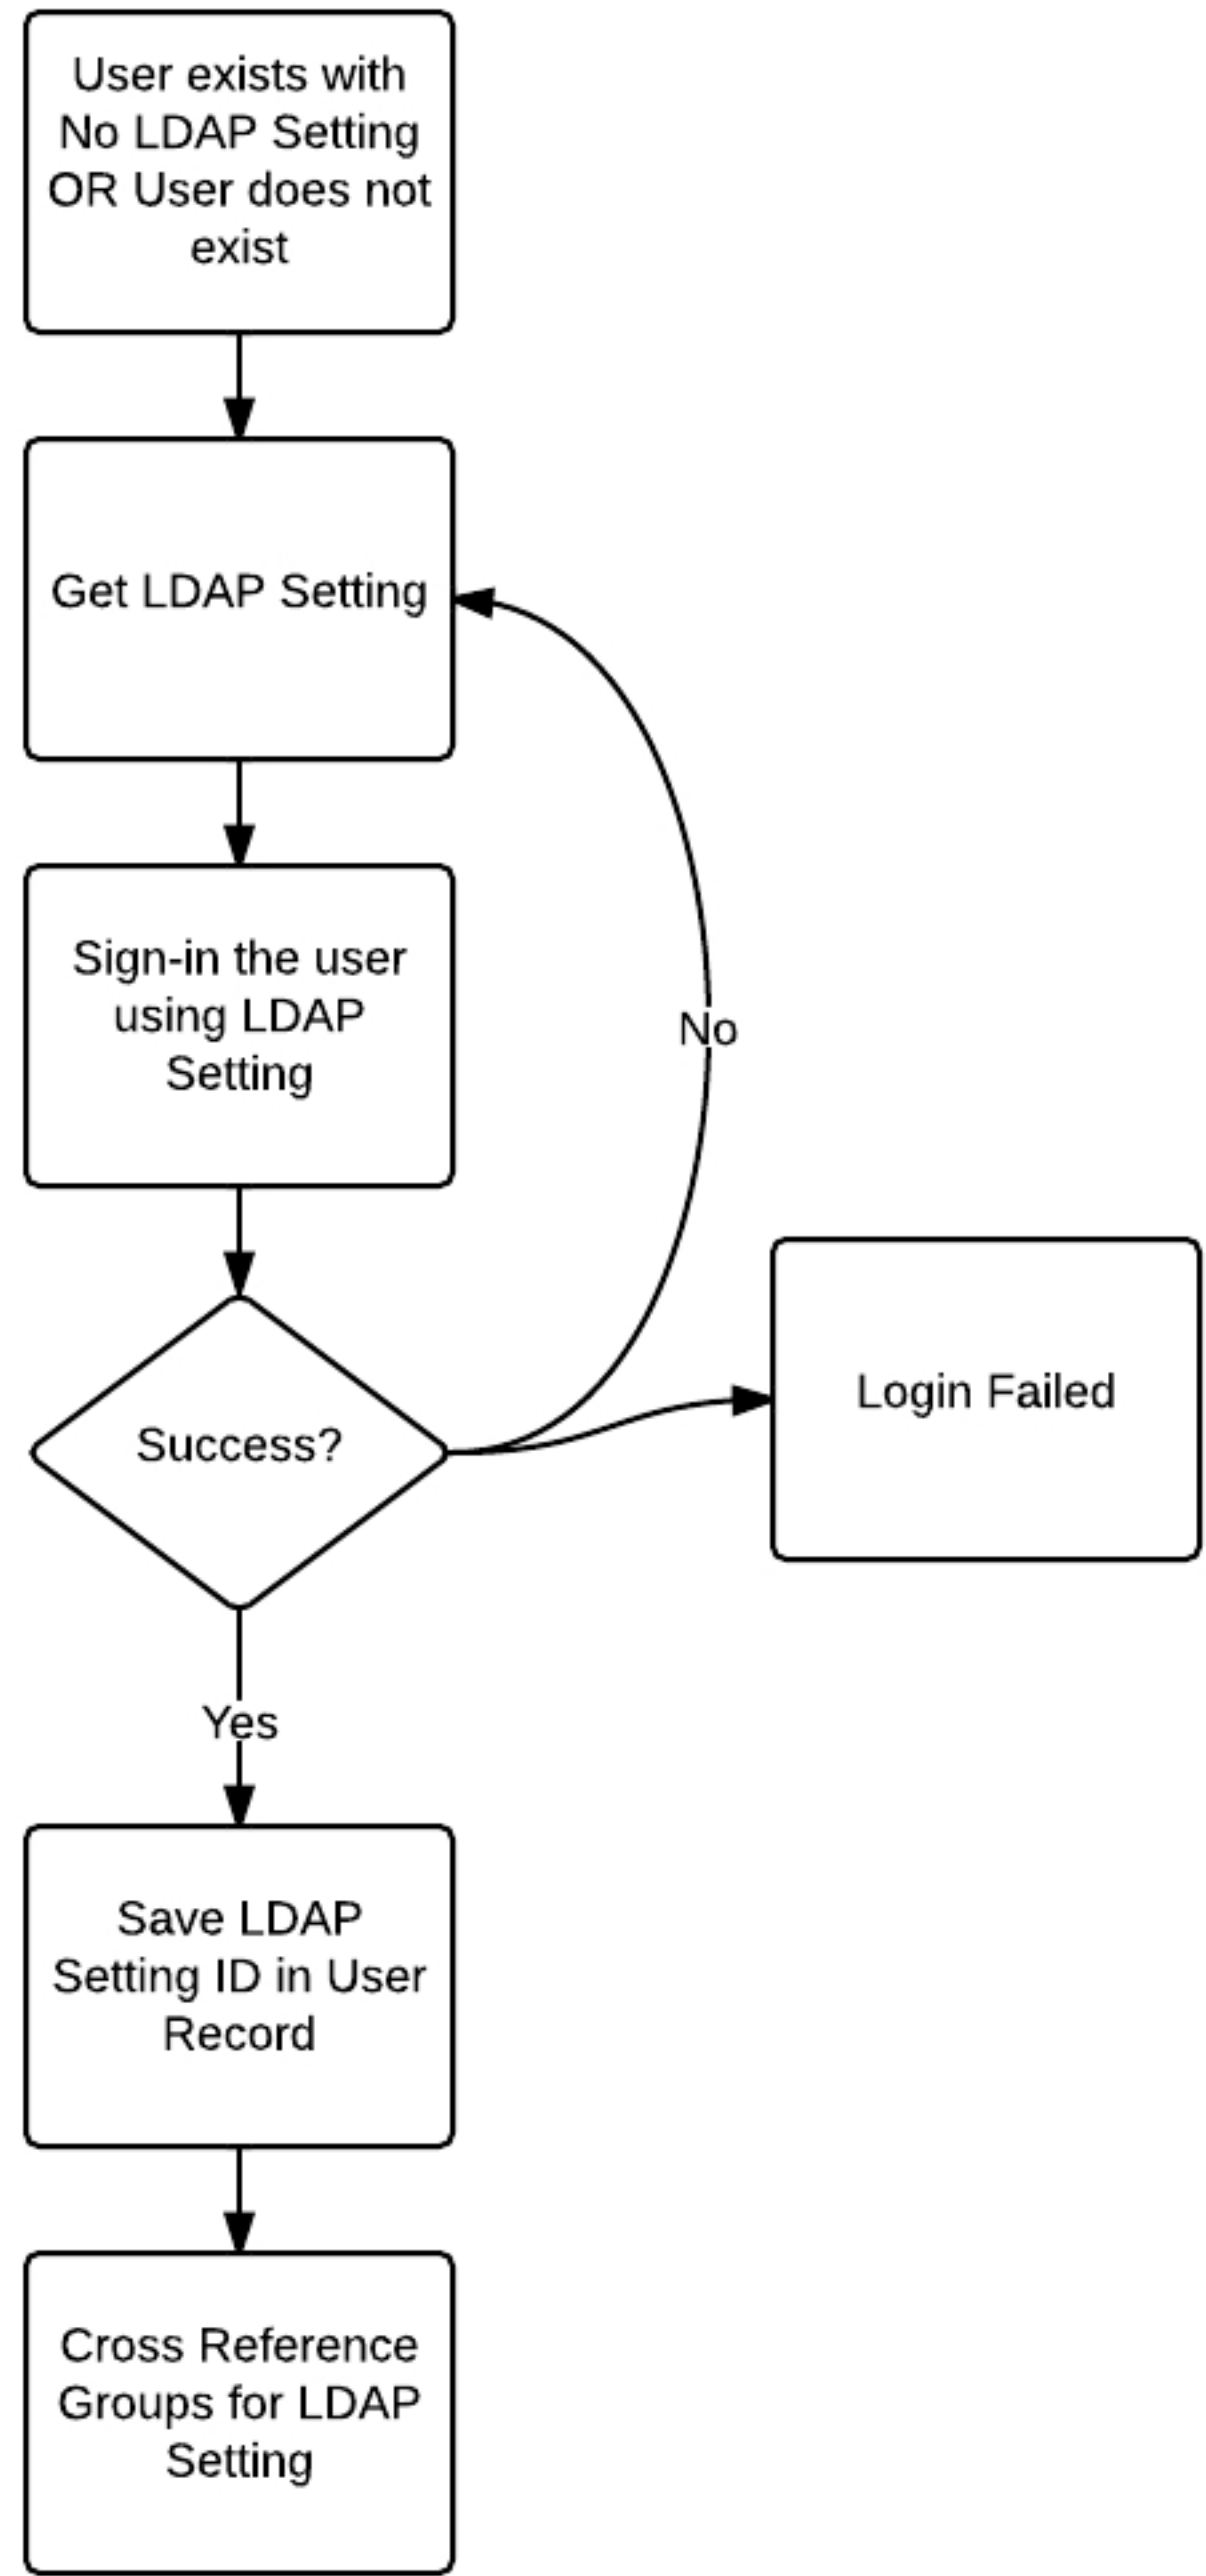 User exists with
No LDAP Setting
OR User does not
exist
Get LDAP Setting
Sign-in the user
using LDAP
Setting
No
Login Failed
Success?
Yes
Save LDAP
Setting ID in User
Record
Cross Reference
Groups for LDAP
Setting